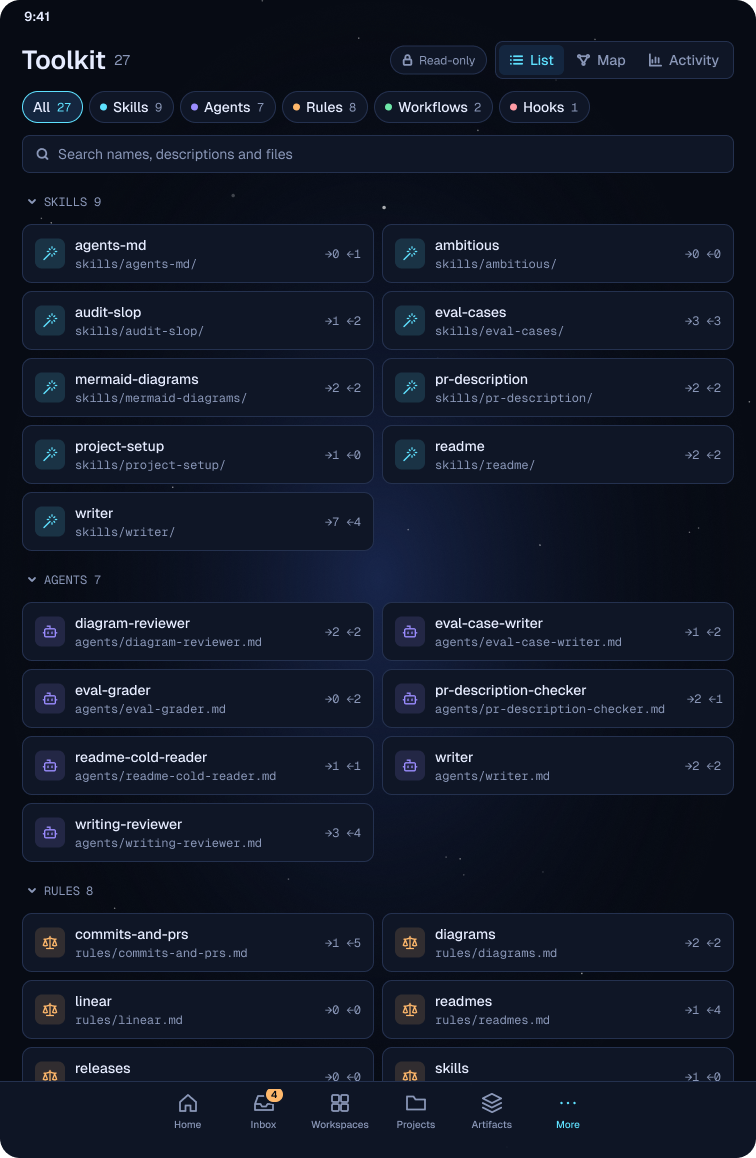 9:41
Toolkit 27
Read-only
List
Map
Activity
All 27
Skills 9
Agents 7
Rules 8
Workflows 2
Hooks 1
Search names, descriptions and files
SKILLS 9
agents-md
skills/agents-md/
→0 ←1
ambitious
skills/ambitious/
→0 ←0
audit-slop
skills/audit-slop/
→1 ←2
eval-cases
skills/eval-cases/
→3 ←3
mermaid-diagrams
skills/mermaid-diagrams/
→2 ←2
pr-description
skills/pr-description/
→2 ←2
project-setup
skills/project-setup/
→1 ←0
readme
skills/readme/
→2 ←2
writer
skills/writer/
→7 ←4
AGENTS 7
diagram-reviewer
agents/diagram-reviewer.md
→2 ←2
eval-case-writer
agents/eval-case-writer.md
→1 ←2
eval-grader
agents/eval-grader.md
→0 ←2
pr-description-checker
agents/pr-description-checker.md
→2 ←1
readme-cold-reader
agents/readme-cold-reader.md
→1 ←1
writer
agents/writer.md
→2 ←2
writing-reviewer
agents/writing-reviewer.md
→3 ←4
RULES 8
commits-and-prs
rules/commits-and-prs.md
→1 ←5
diagrams
rules/diagrams.md
→2 ←2
linear
rules/linear.md
→0 ←0
readmes
rules/readmes.md
→1 ←4
releases
→0 ←0
skills
→1 ←0
Home
4
Inbox
Workspaces
Projects
Artifacts
More